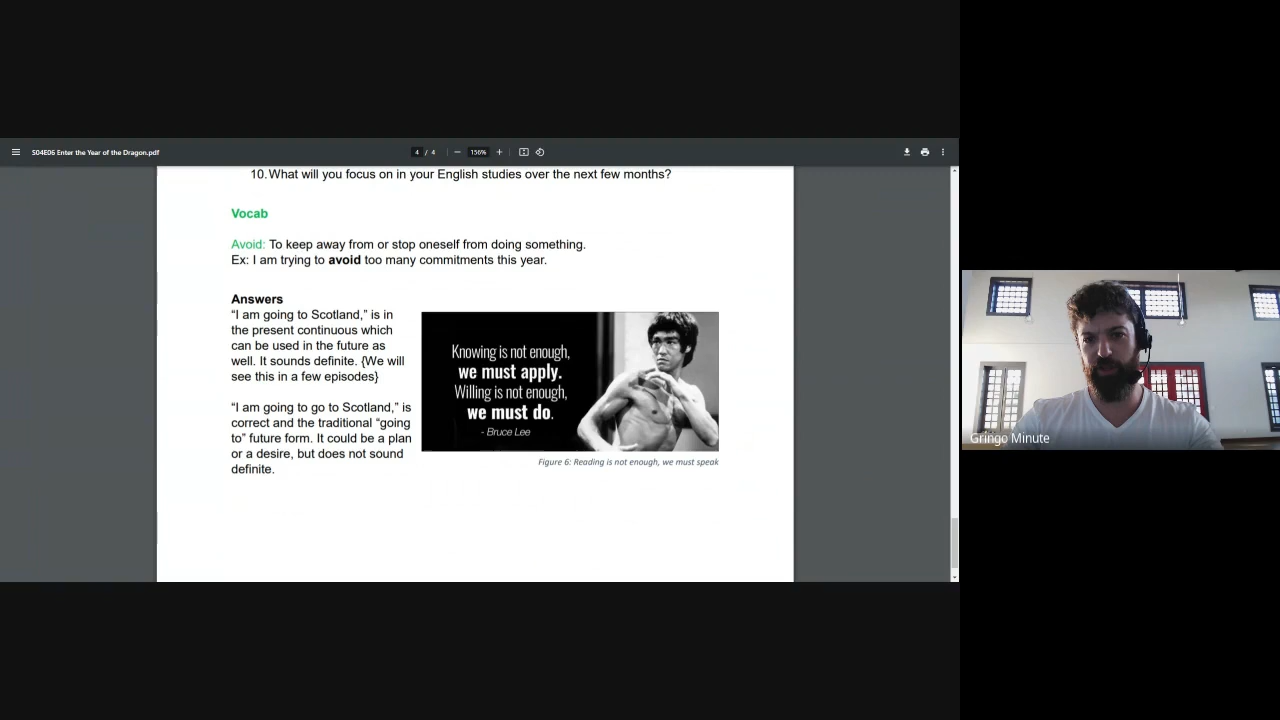 S04E06 Enter the Year of the Dragon.pdf
4 / 4
156%
10. What will you focus on in your English studies over the next few months?
Vocab
Avoid: To keep away from or stop oneself from doing something.
Ex: I am trying to avoid too many commitments this year.
Answers
“I am going to Scotland,” is in
the present continuous which
can be used in the future as
well. It sounds definite. {We will
see this in a few episodes}
“I am going to go to Scotland,” is
correct and the traditional “going
to” future form. It could be a plan
or a desire, but does not sound
definite.
Knowing is not enough,
we must apply.
Willing is not enough,
we must do.
- Bruce Lee
Figure 6: Reading is not enough, we must speak
Gringo Minute